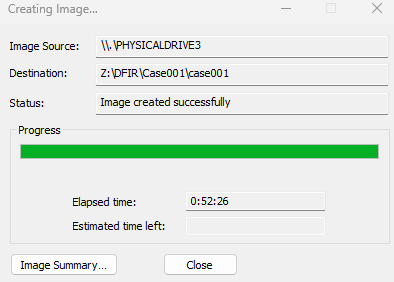 Creating Image...
Image Source: \\.\PHYSICALDRIVE3
Destination: Z:\DFIR\Case001\case001
Status: Image created successfully
Progress
Elapsed time: 0:52:26
Estimated time left:
Image Summary... Close